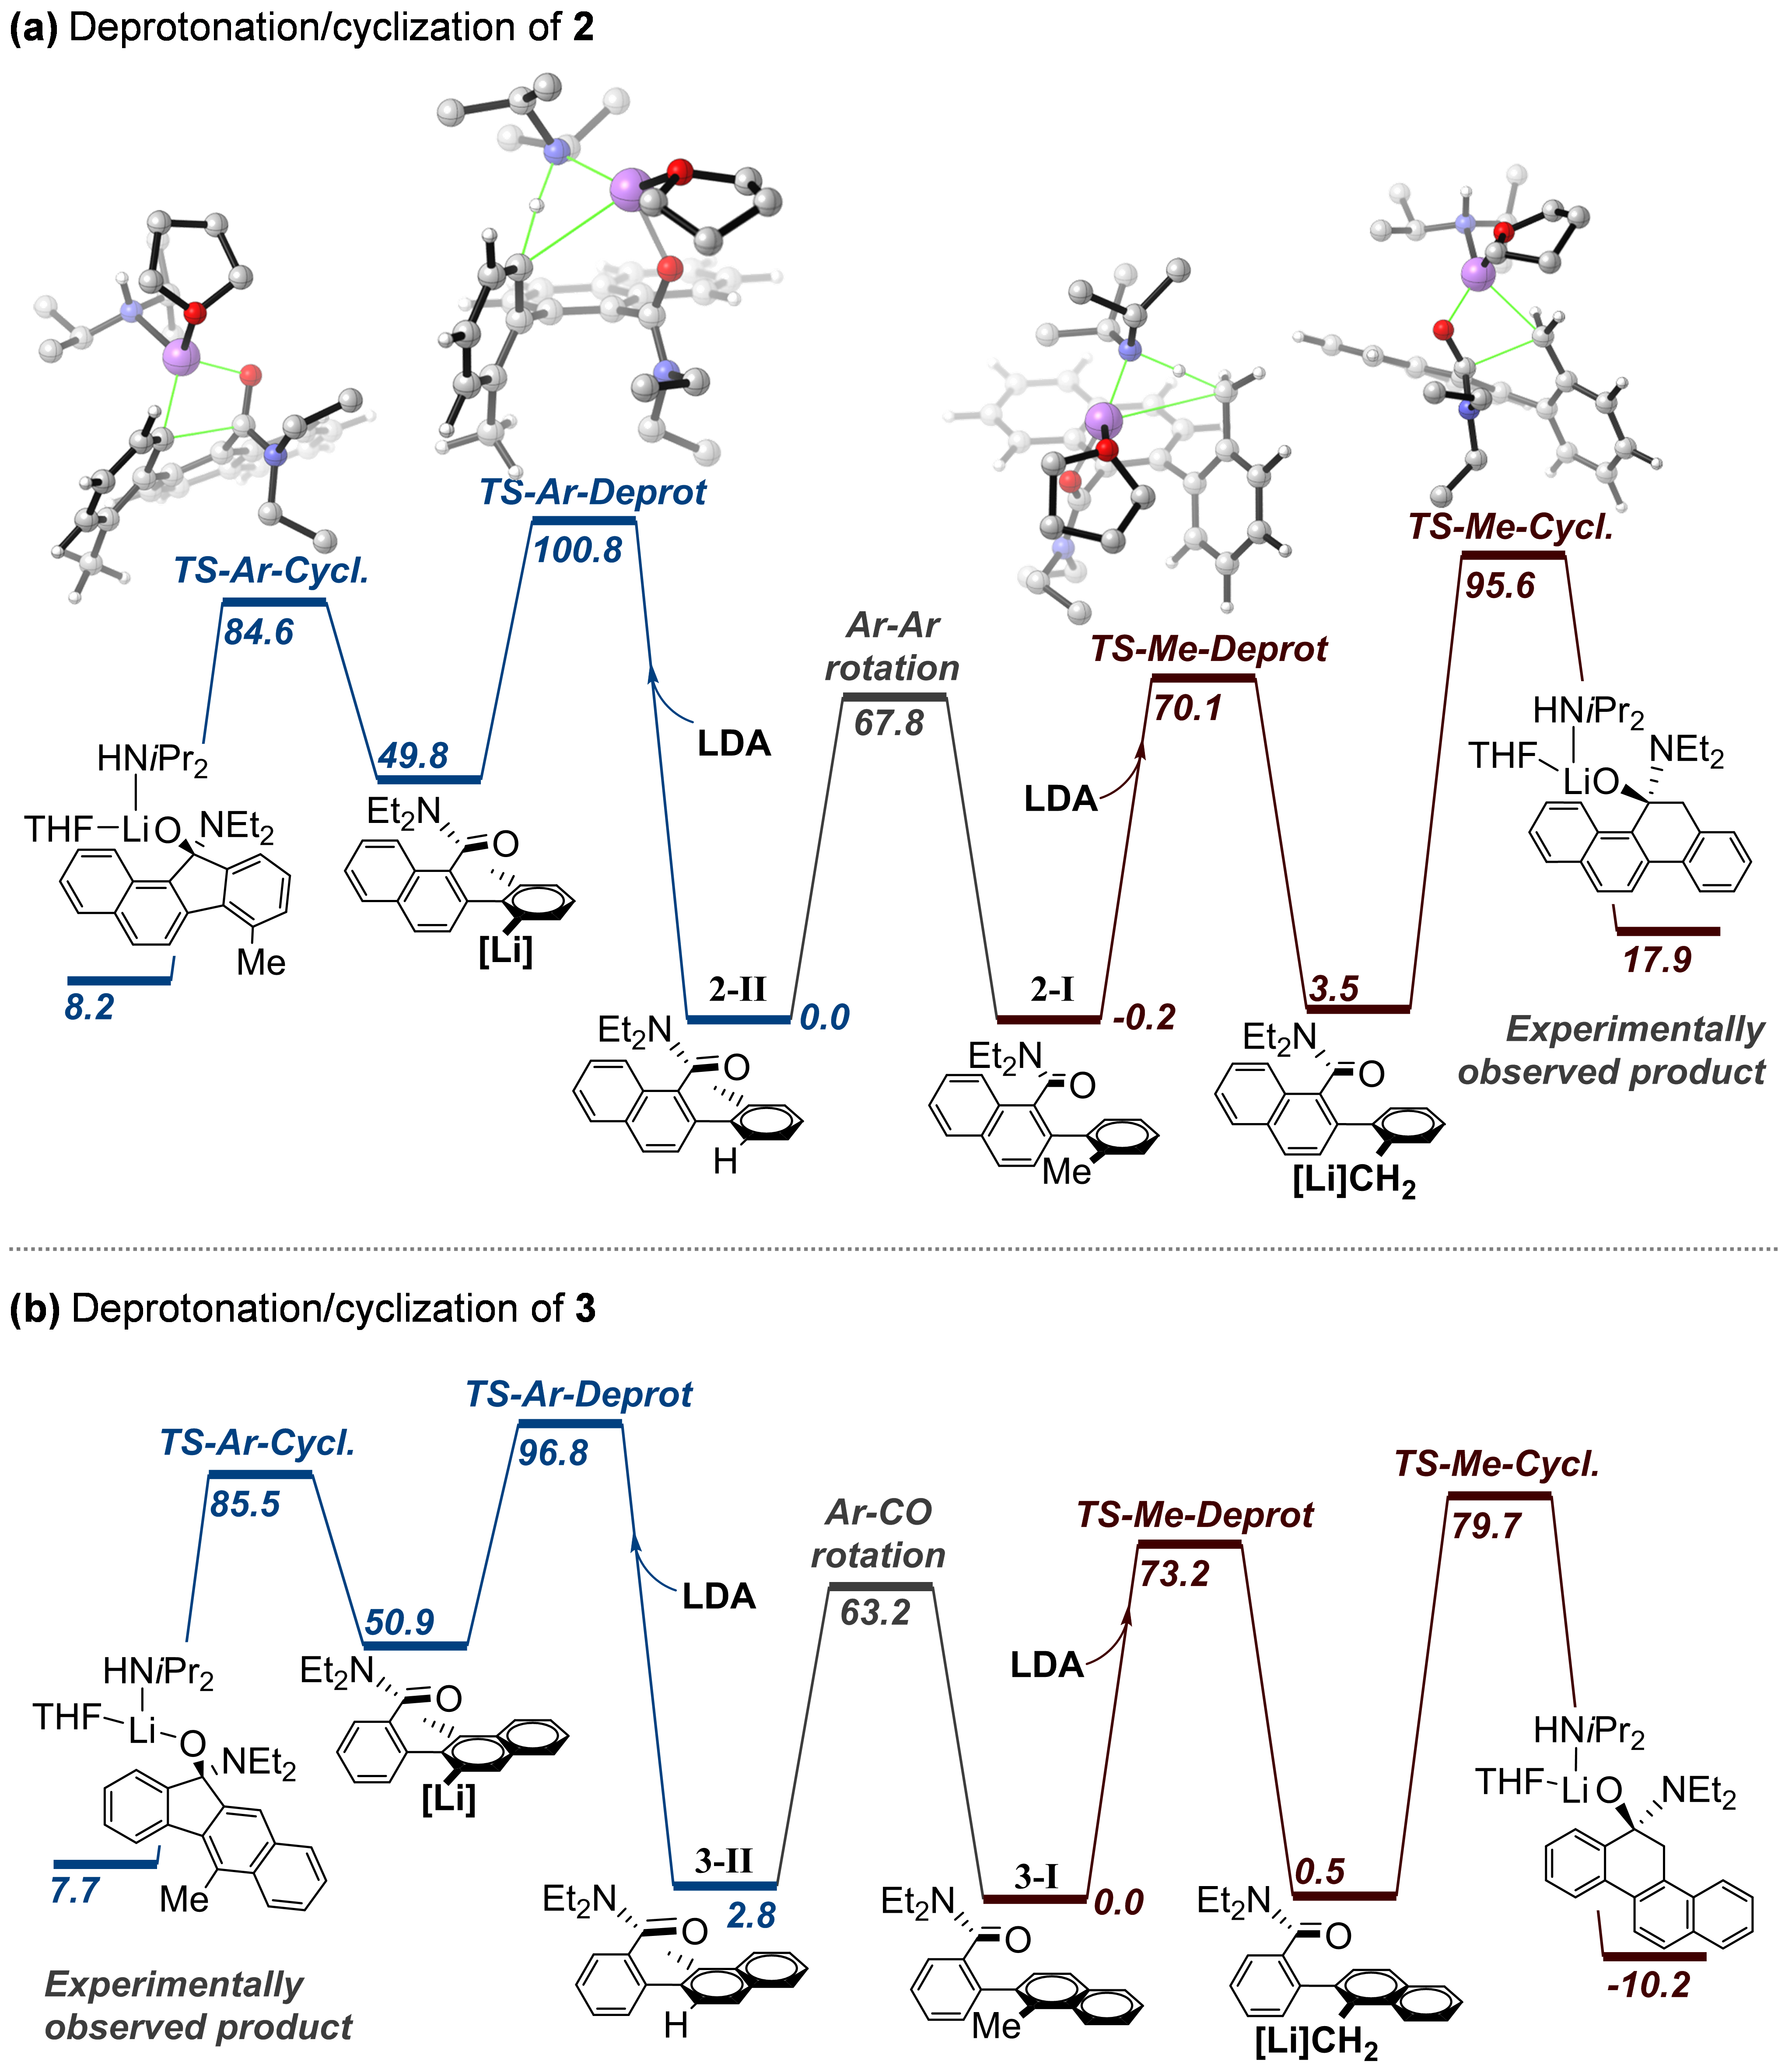 (a) Deprotonation/cyclization of 2
TS-Ar-Deprot
100.8
TS-Ar-Cycl.
84.6
TS-Me-Cycl.
95.6
Ar-Ar
rotation
67.8
TS-Me-Deprot
70.1
LDA
LDA
HNiPr2
THF LiO NEt2
Me
8.2
49.8
Et2N
O
[Li]
2-II
0.0
Et2N
O
H
2-I
-0.2
Et2N
O
Me
3.5
Et2N
O
[Li]CH2
HNiPr2
THF LiO NEt2
17.9
Experimentally
observed product
(b) Deprotonation/cyclization of 3
TS-Ar-Deprot
96.8
TS-Ar-Cycl.
85.5
TS-Me-Cycl.
79.7
Ar-CO
rotation
63.2
TS-Me-Deprot
73.2
LDA
LDA
50.9
HNiPr2
THF Li O
NEt2
Me
7.7
Et2N
O
[Li]
3-II
2.8
Et2N
O
H
3-I
0.0
Et2N
O
Me
0.5
Et2N
O
[Li]CH2
HNiPr2
THF LiO NEt2
-10.2
Experimentally
observed product